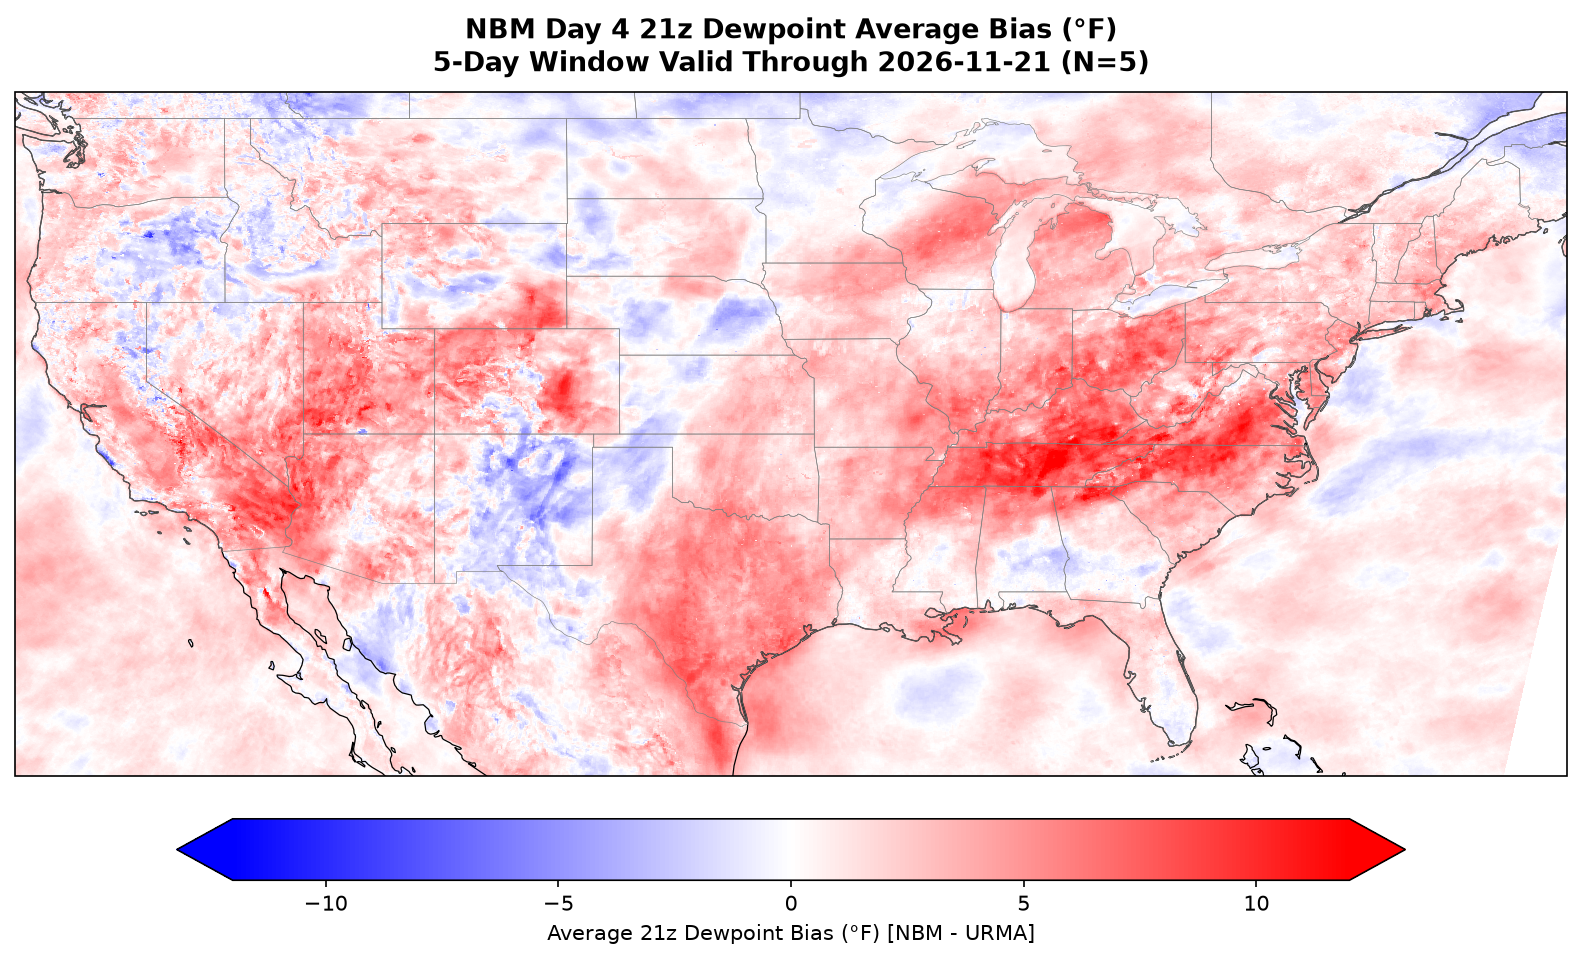 NBM Day 4 21z Dewpoint Average Bias (°F)
5-Day Window Valid Through 2026-11-21 (N=5)
−10 −5 0 5 10
Average 21z Dewpoint Bias (°F) [NBM - URMA]